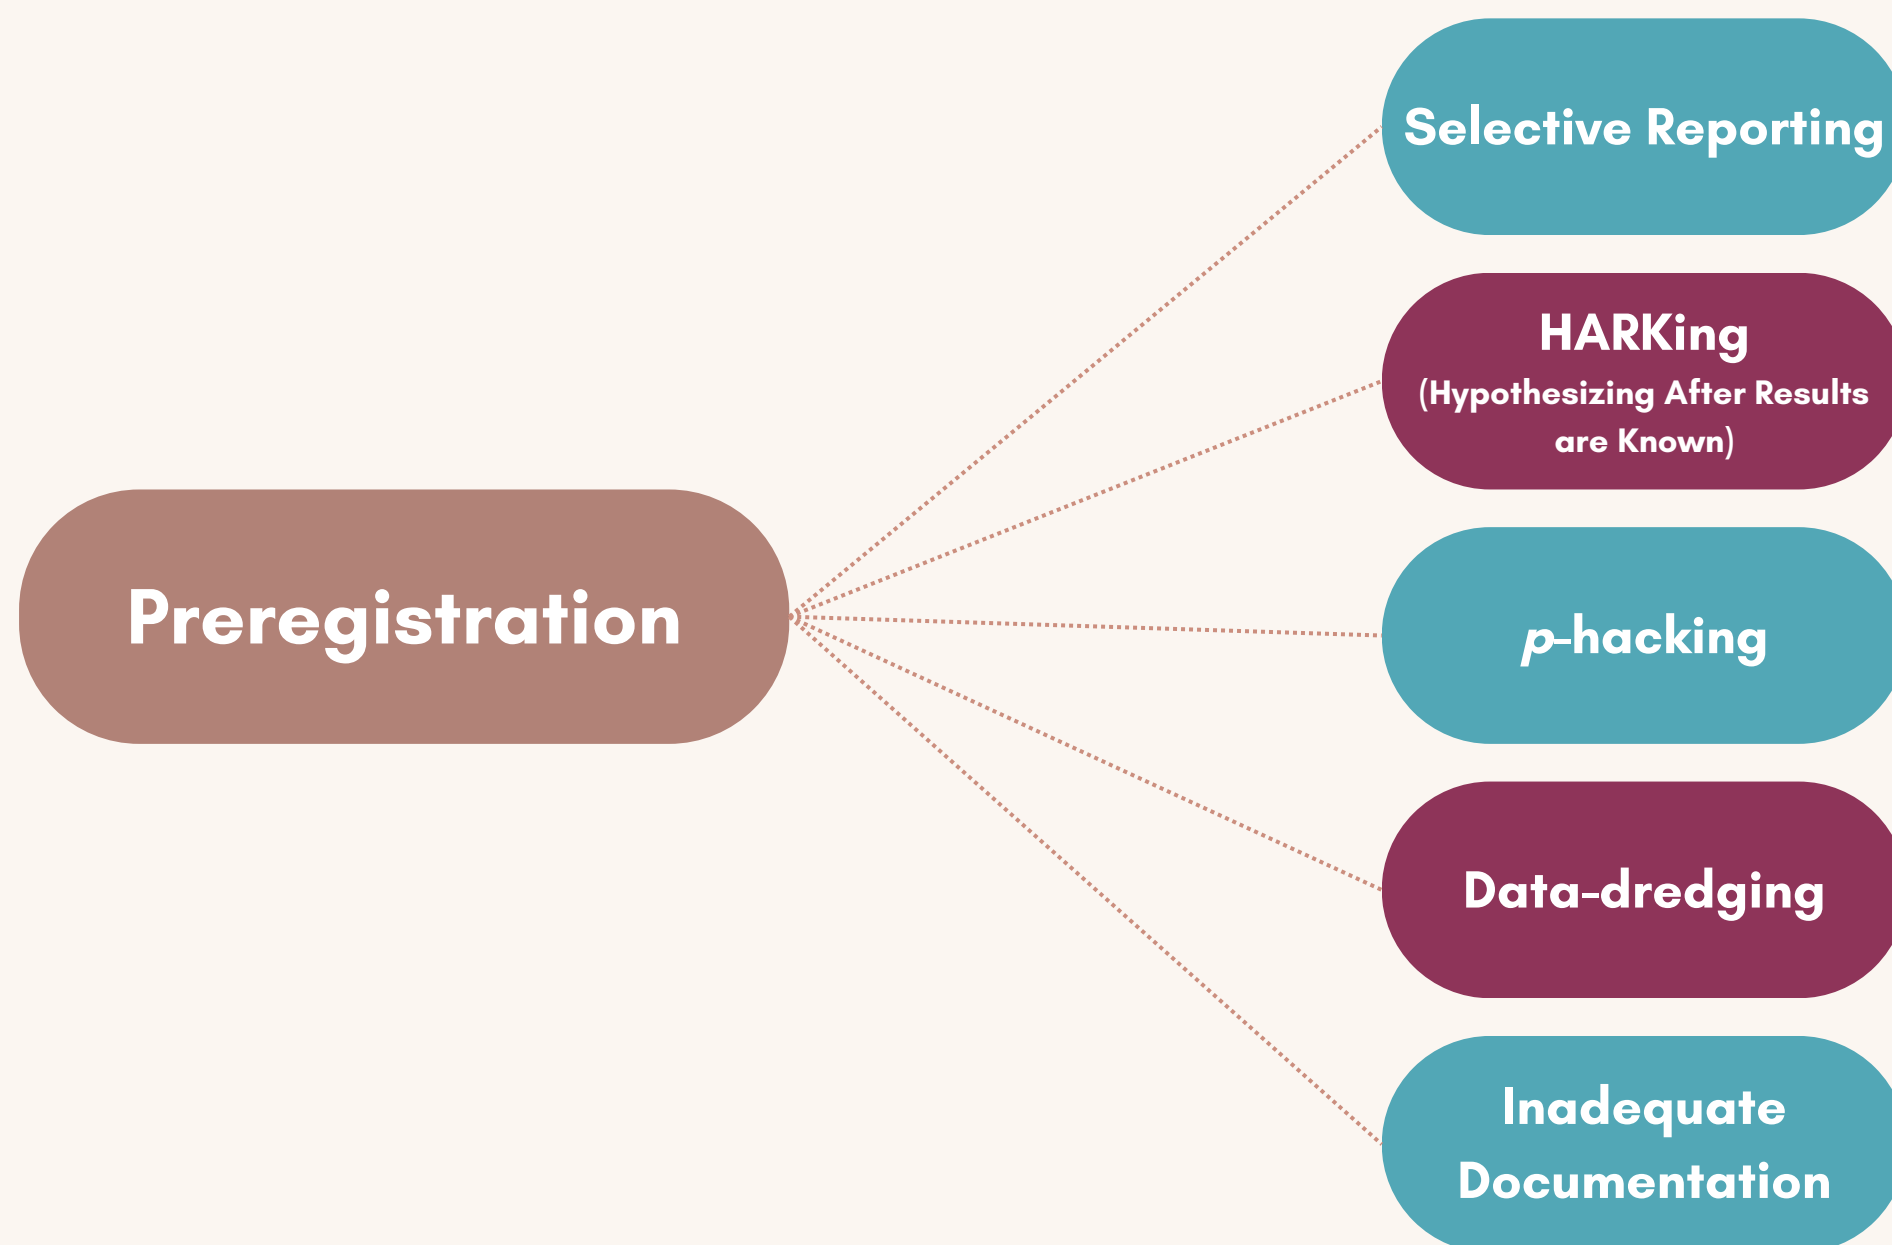 Selective Reporting
HARKing
(Hypothesizing After Results
are Known)
Preregistration
p-hacking
Data-dredging
Inadequate
Documentation